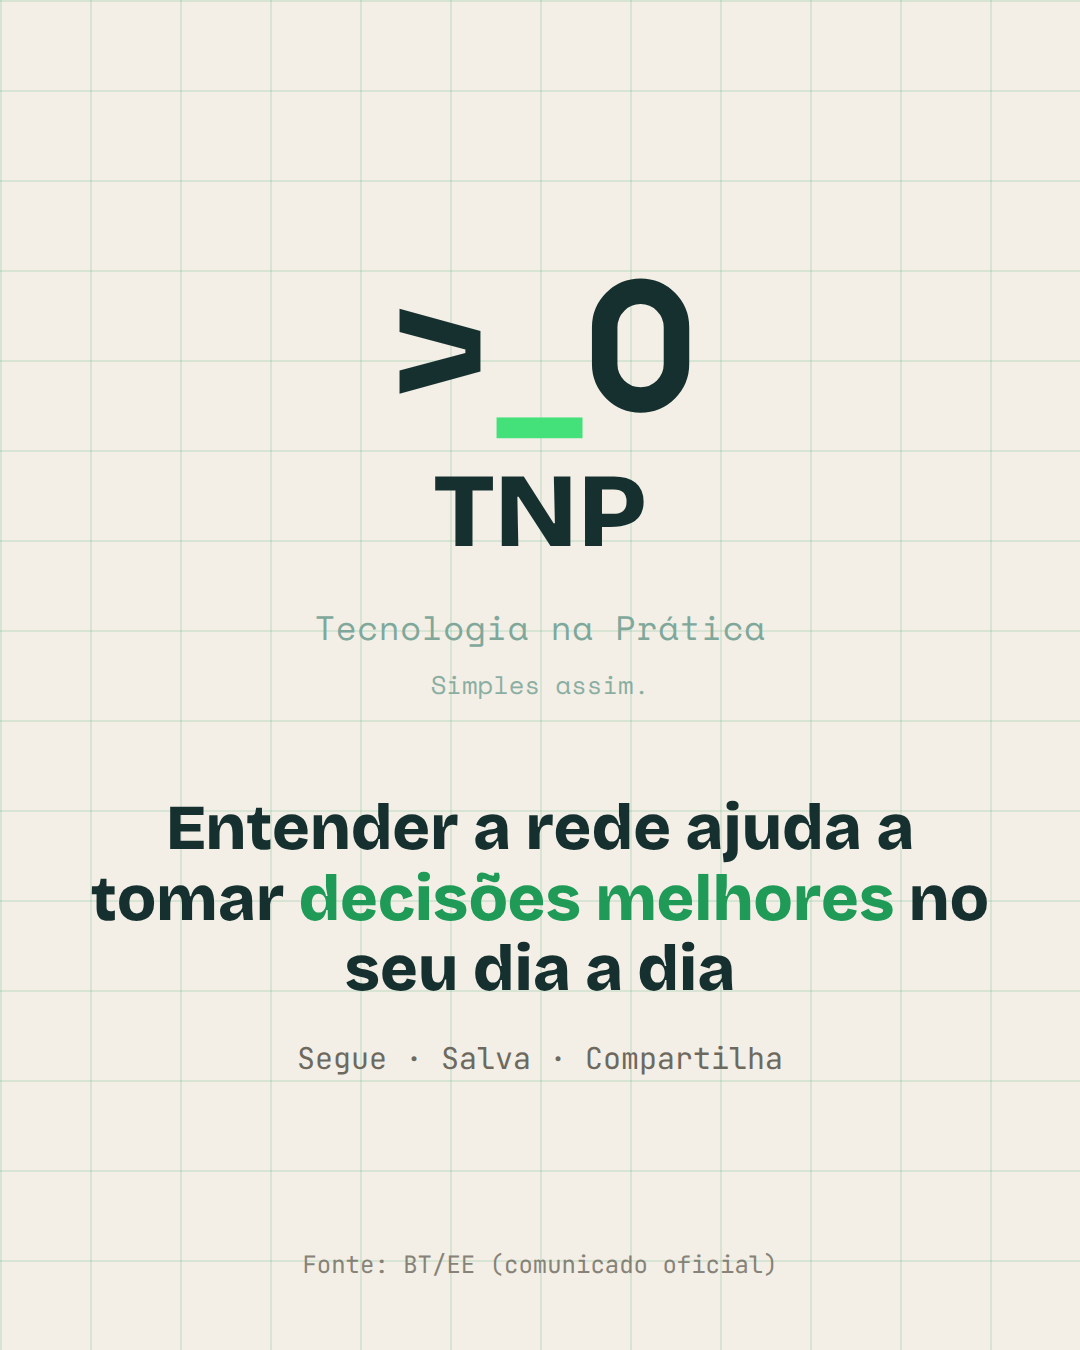 >_0
TNP
Tecnologia na Prática
Simples assim.
Entender a rede ajuda a
tomar decisões melhores no
seu dia a dia
Segue · Salva · Compartilha
Fonte: BT/EE (comunicado oficial)